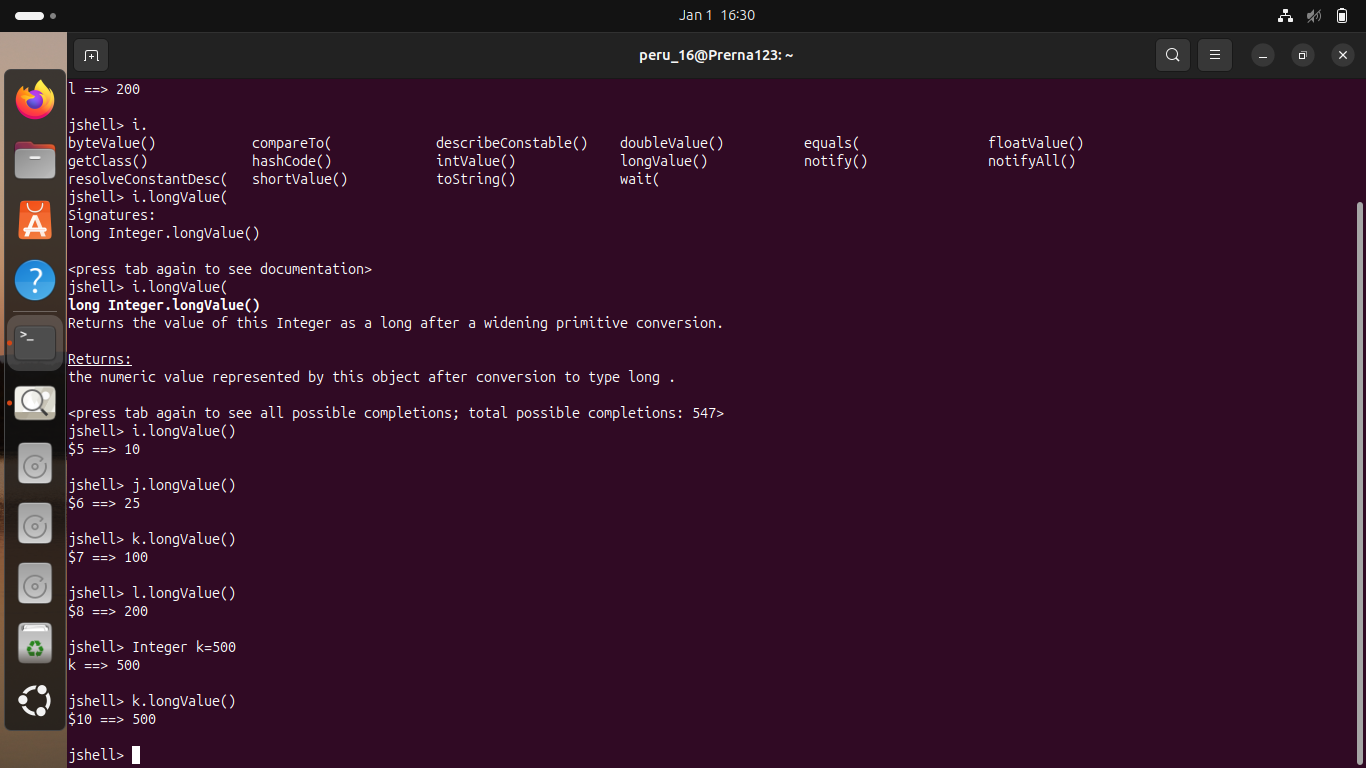 Jan 1 16:30
peru_16@Prerna123: ~
l ==> 200
jshell> i.
byteValue() compareTo( describeConstable() doubleValue() equals( floatValue()
getClass() hashCode() intValue() longValue() notify() notifyAll()
resolveConstantDesc( shortValue() toString() wait(
jshell> i.longValue(
Signatures:
long Integer.longValue()
<press tab again to see documentation>
jshell> i.longValue(
long Integer.longValue()
Returns the value of this Integer as a long after a widening primitive conversion.
Returns:
the numeric value represented by this object after conversion to type long .
<press tab again to see all possible completions; total possible completions: 547>
jshell> i.longValue()
$5 ==> 10
jshell> j.longValue()
$6 ==> 25
jshell> k.longValue()
$7 ==> 100
jshell> l.longValue()
$8 ==> 200
jshell> Integer k=500
k ==> 500
jshell> k.longValue()
$10 ==> 500
jshell>